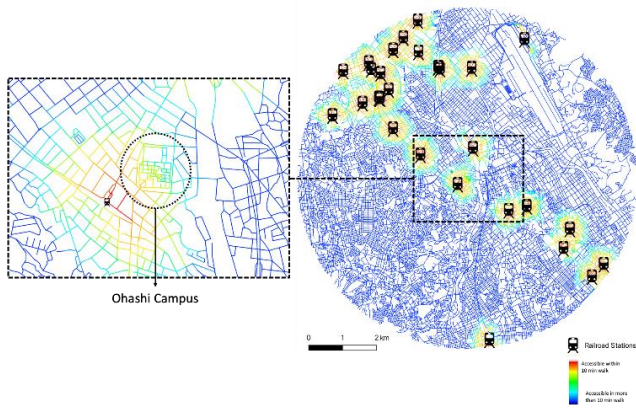 Ohashi Campus
0 1 2 km
Railroad Stations
Accessible within
10 min walk
Accessible in more
than 10 min walk